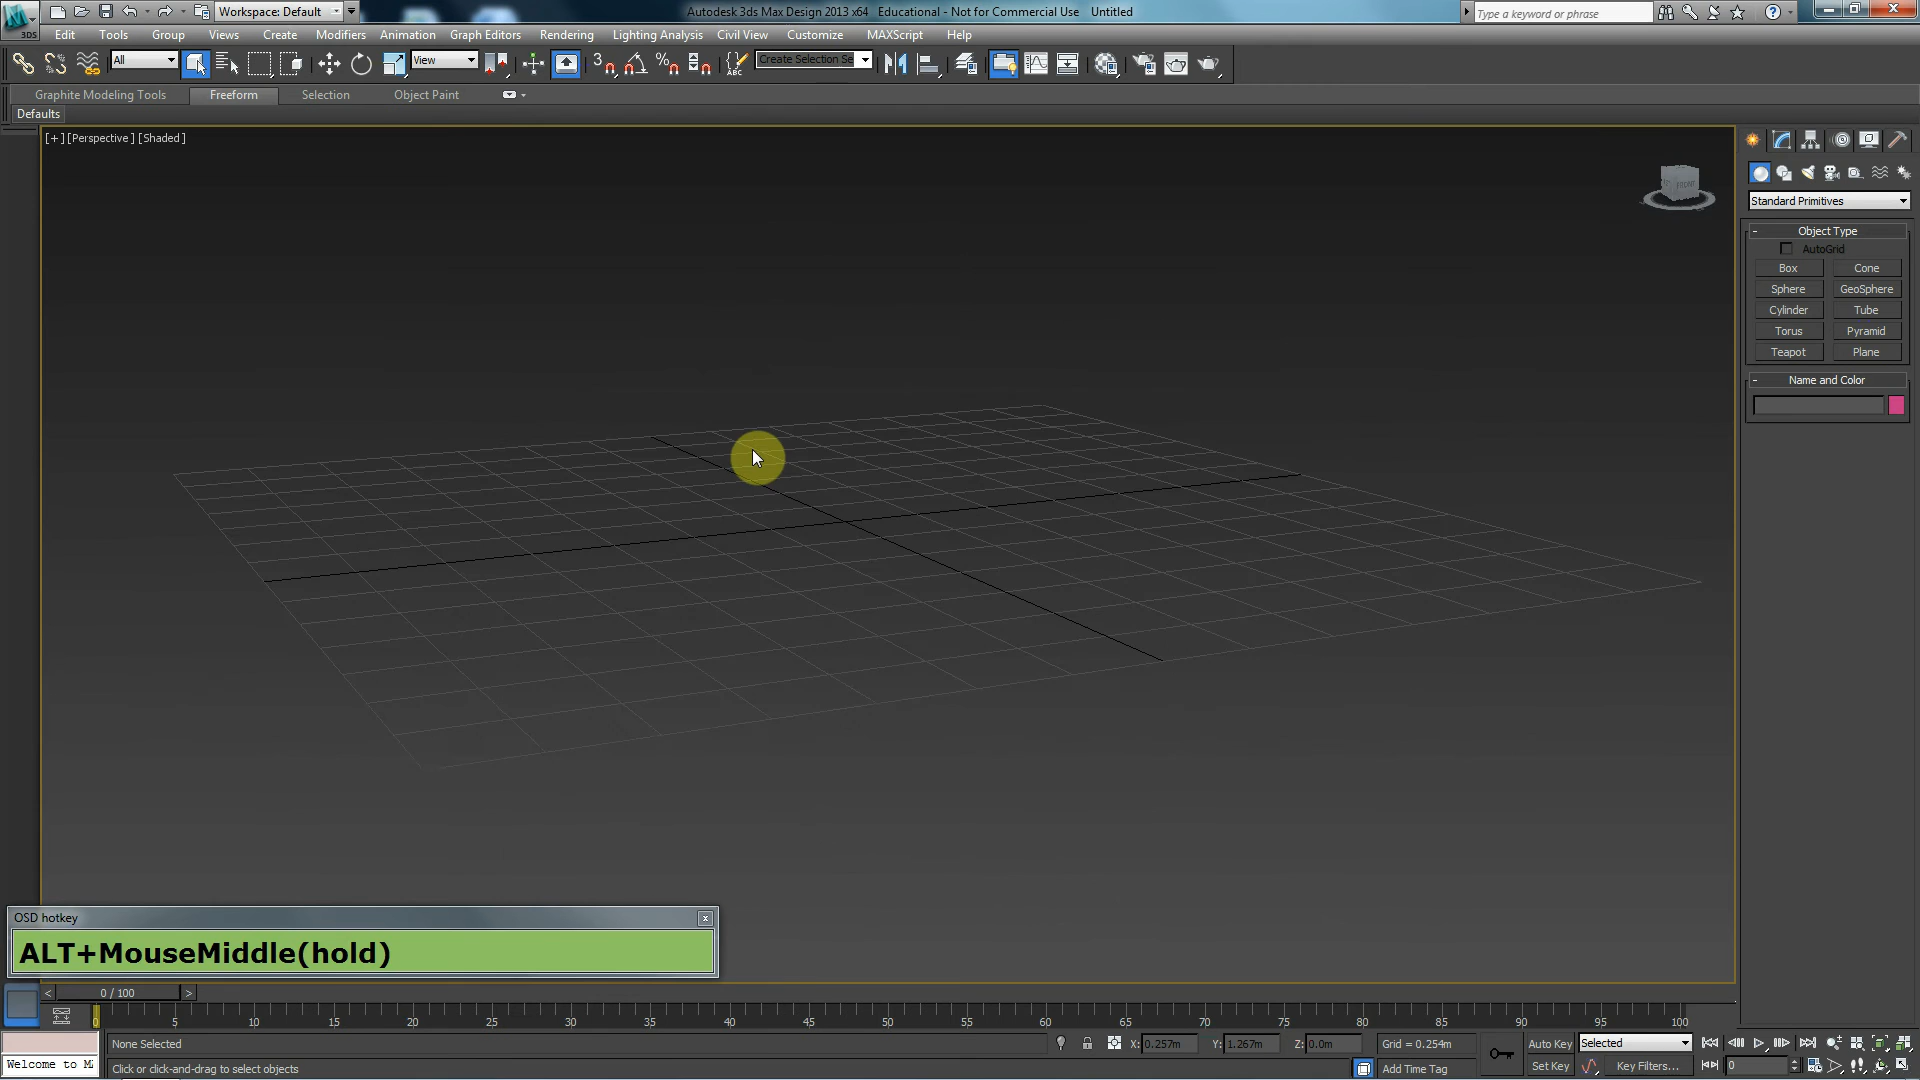 Workspace: Default
Autodesk 3ds Max Design 2013 x64 Educational - Not for Commercial Use Untitled
Type a keyword or phrase
3DS
Edit Tools Group Views Create Modifiers Animation Graph Editors Rendering Lighting Analysis Civil View Customize MAXScript Help
All
View
3
ABC
Create Selection Se
Graphite Modeling Tools Freeform Selection Object Paint
Defaults
[+] [Perspective] [Shaded]
FRONT
Standard Primitives
- Object Type
AutoGrid
Box Cone
Sphere GeoSphere
Cylinder Tube
Torus Pyramid
Teapot Plane
- Name and Color
OSD hotkey x
ALT+MouseMiddle(hold)
< 0 / 100 >
0 5 10 15 20 25 30 35 40 45 50 55 60 65 70 75 80 85 90 95 100
None Selected
X: 0.257m Y: 1.267m Z: 0.0m Grid = 0.254m
Auto Key Selected
Welcome to M
Click or click-and-drag to select objects
Add Time Tag
Set Key Key Filters... 0